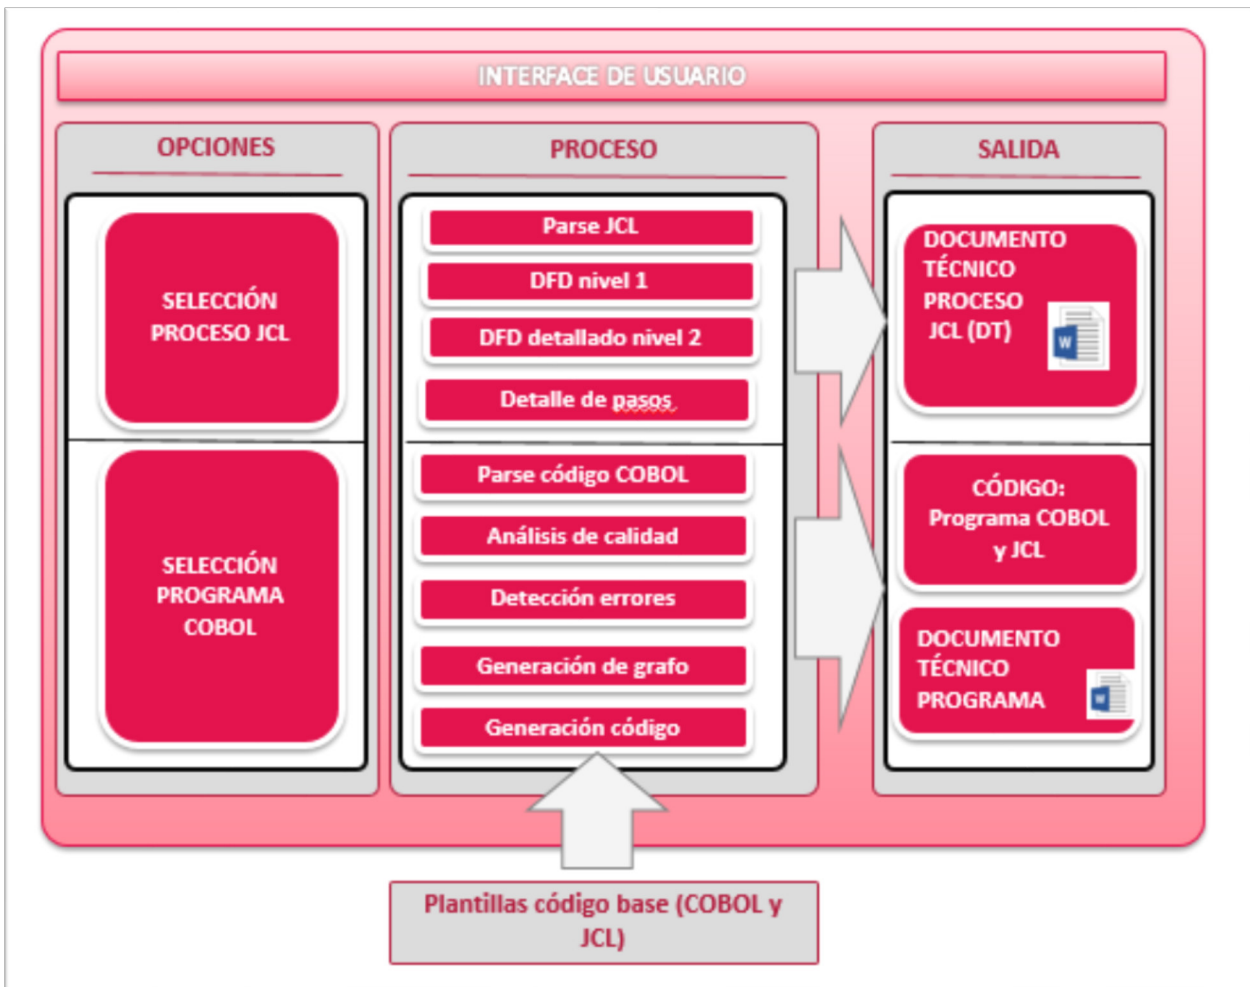 INTERFACE DE USUARIO
OPCIONES
SELECCIÓN
PROCESO JCL
SELECCIÓN
PROGRAMA
COBOL
PROCESO
Parse JCL
DFD nivel 1
DFD detallado nivel 2
Detalle de pasos
Parse código COBOL
Análisis de calidad
Detección errores
Generación de grafo
Generación código
SALIDA
DOCUMENTO
TÉCNICO
PROCESO
JCL (DT)
W
CÓDIGO:
Programa COBOL
y JCL
DOCUMENTO
TÉCNICO
PROGRAMA
W
Plantillas código base (COBOL y
JCL)